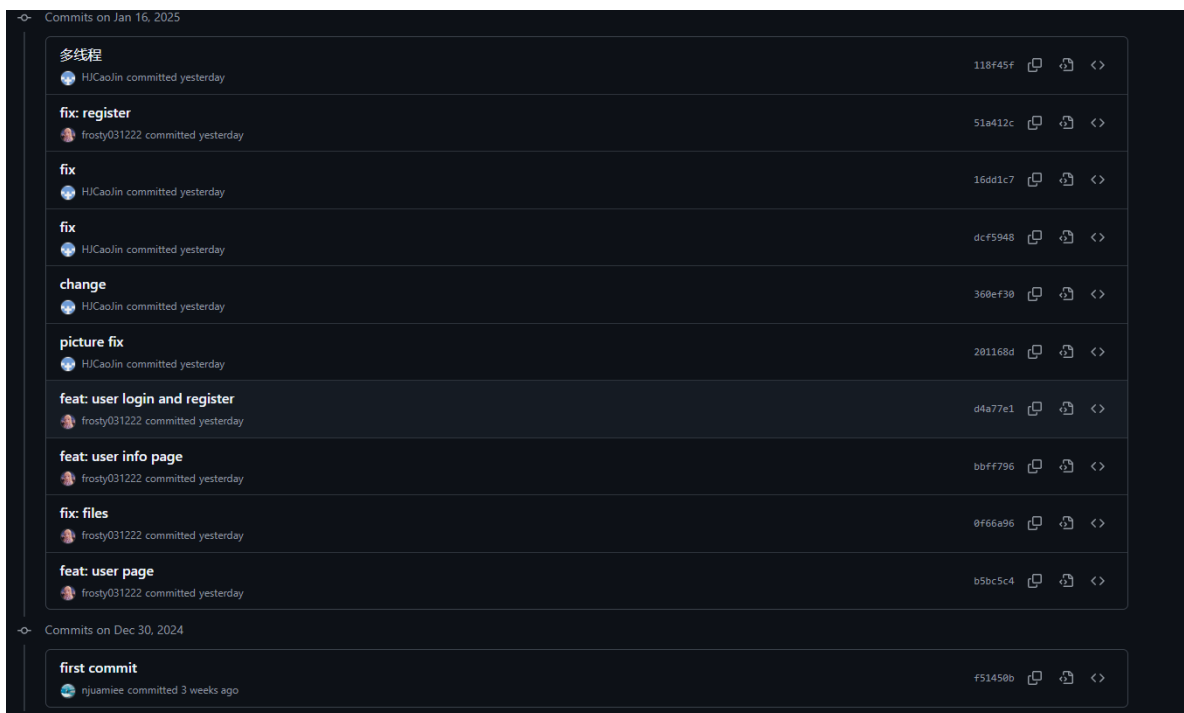 Commits on Jan 16, 2025
多线程
HJCaoJin committed yesterday
118f45f
fix: register
frosty031222 committed yesterday
51a412c
fix
HJCaoJin committed yesterday
16dd1c7
fix
HJCaoJin committed yesterday
dcf5948
change
HJCaoJin committed yesterday
360ef30
picture fix
HJCaoJin committed yesterday
201168d
feat: user login and register
frosty031222 committed yesterday
d4a77e1
feat: user info page
frosty031222 committed yesterday
bbff796
fix: files
frosty031222 committed yesterday
0f66a96
feat: user page
frosty031222 committed yesterday
b5bc5c4
Commits on Dec 30, 2024
first commit
njuamiee committed 3 weeks ago
f51450b